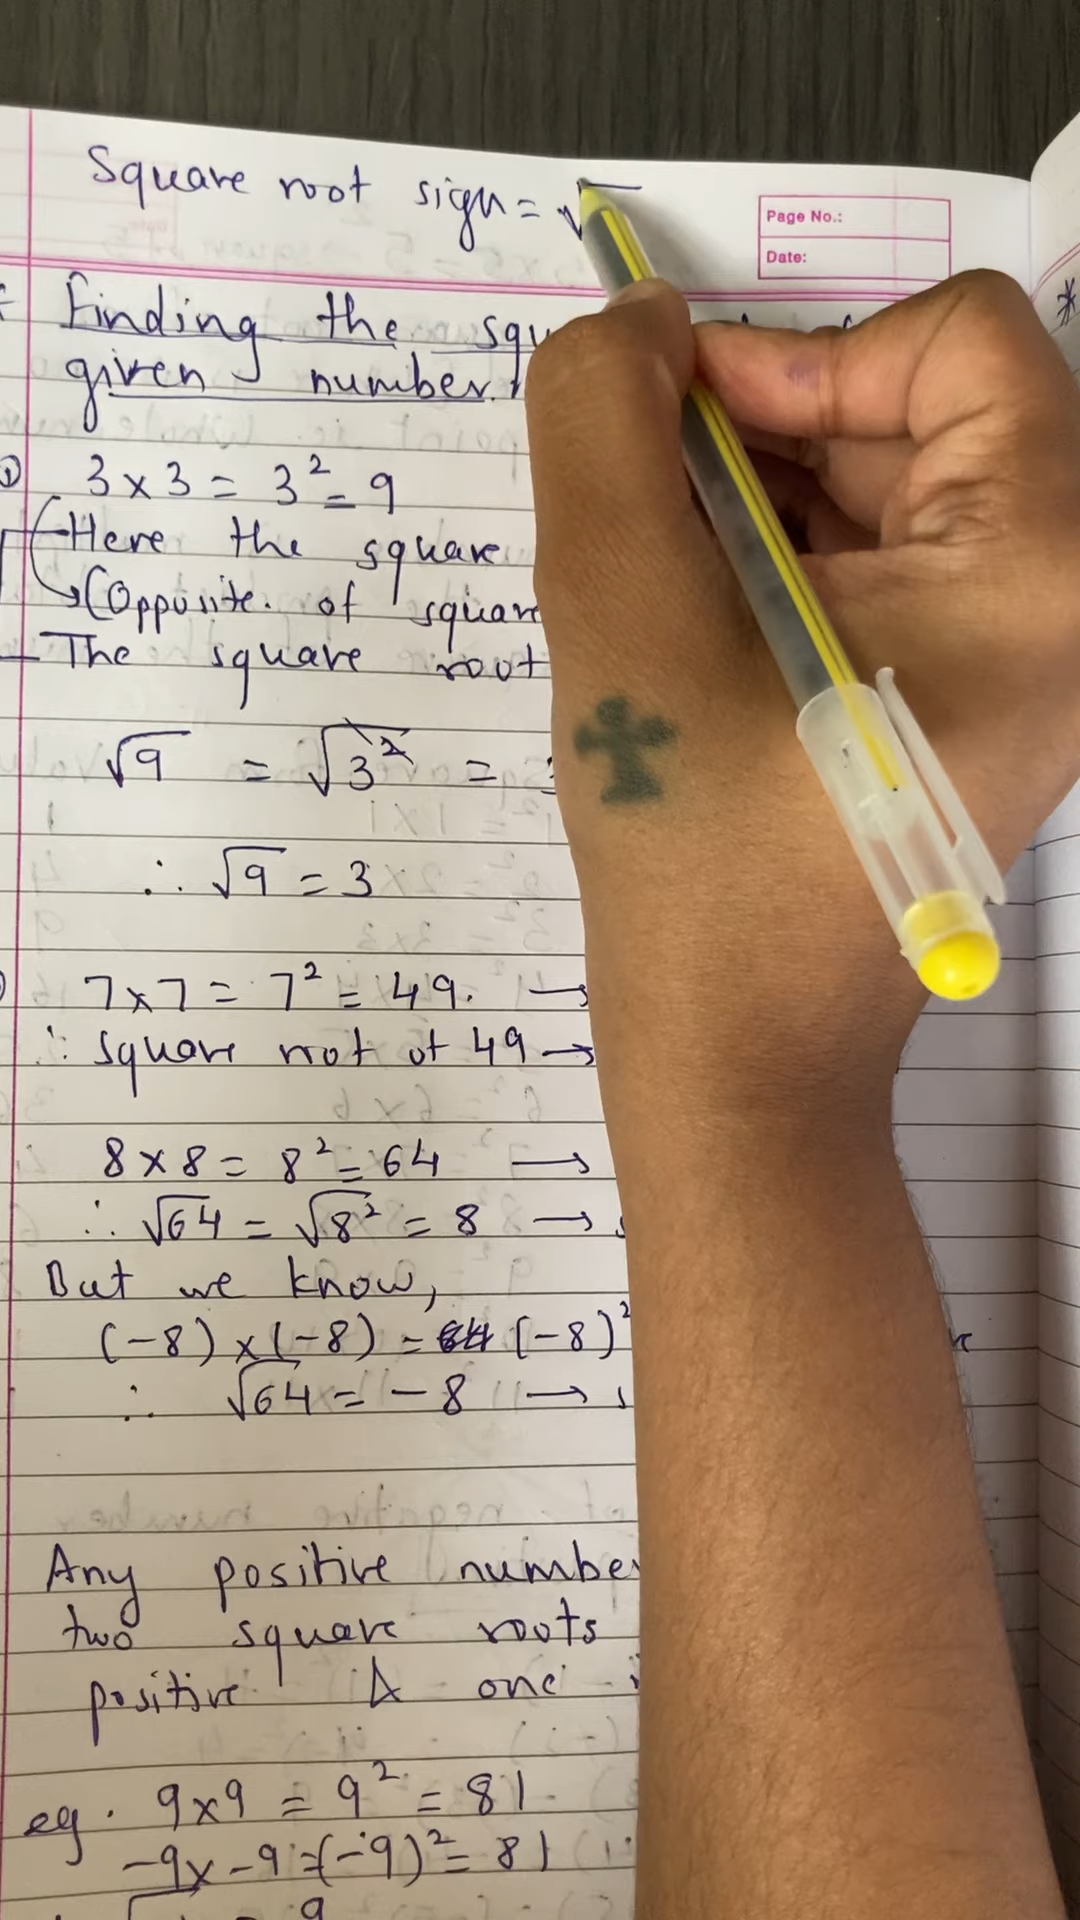 Square root sign = √
Page No.:
Date:
Finding the squ
given number.
① 3 x 3 = 3² = 9
Here the square
(Opposite. of square
The square root
√9 = √3² =
∴ √9 = 3
7x7 = 7² = 49. →
∴ square root of 49 →
8 x 8 = 8² = 64 →
∴ √64 = √8² = 8 →
But we know,
(-8) x (-8) = (-8)²
∴ √64 = -8 →
Any positive number
two square roots
positive & one
eg. 9x9 = 9² = 81.
-9x-9 = (-9)² = 81
9